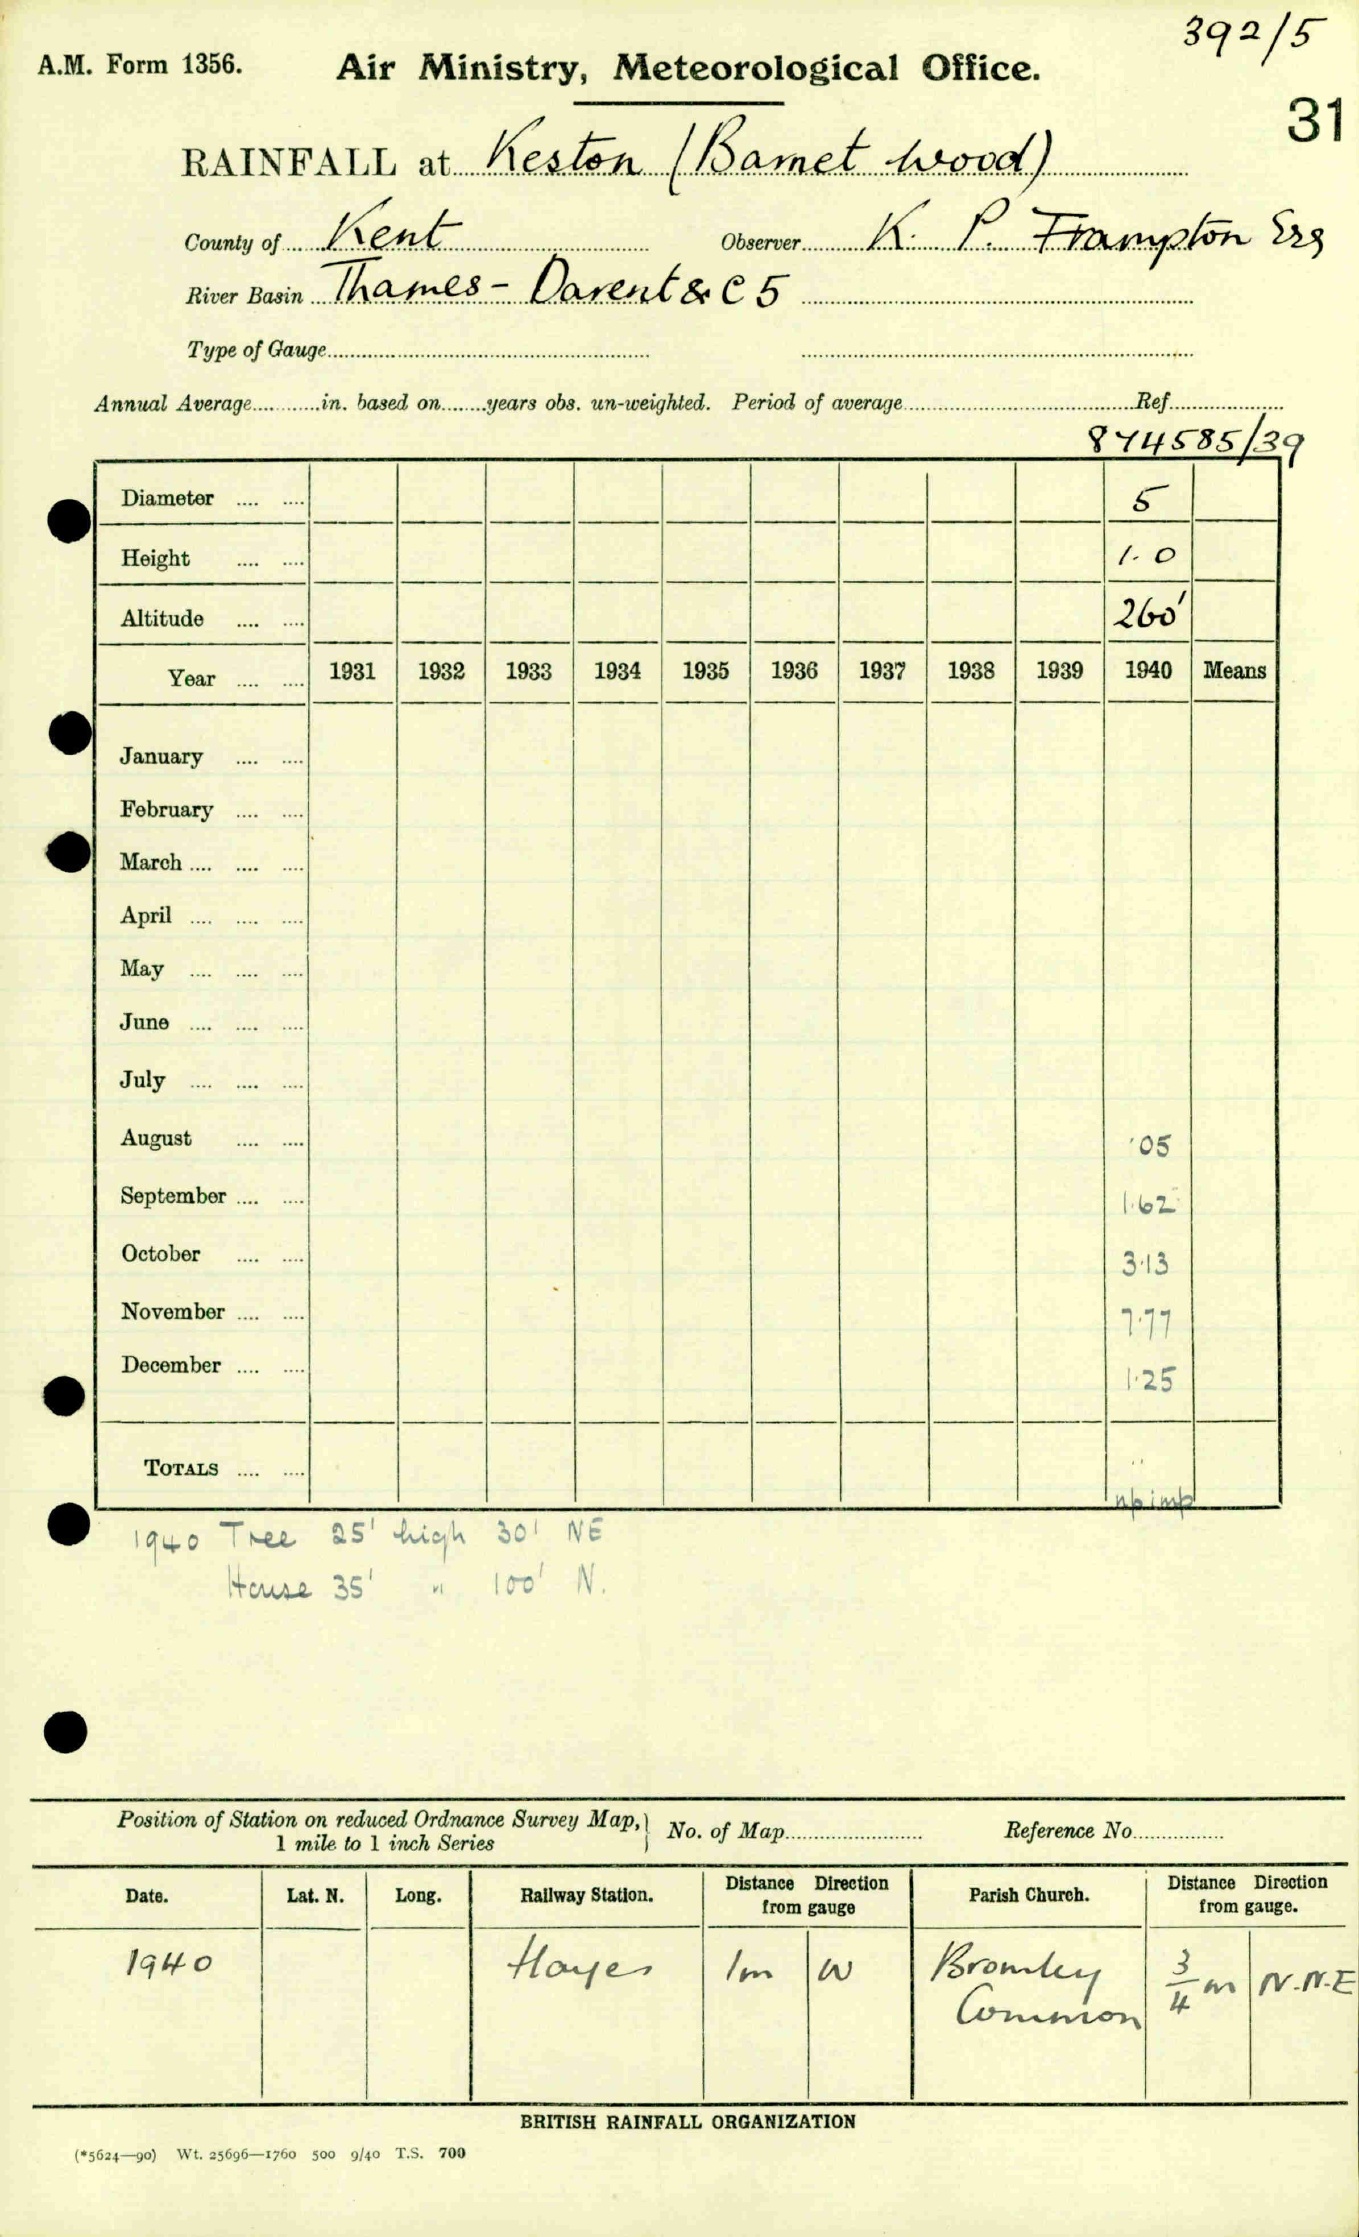 392/5
A.M. Form 1356.
Air Ministry, Meteorological Office.
31
RAINFALL at Keston (Barnet Wood)
County of Kent Observer K. P. Frampton Esq
River Basin Thames - Darent & C 5
Type of Gauge
Annual Average............in. based on........years obs. un-weighted. Period of average Ref.
874585/39
Diameter .... .... 5
Height .... .... 1.0
Altitude .... .... 260'
Year .... .... 1931 1932 1933 1934 1935 1936 1937 1938 1939 1940 Means
January .... ....
February .... ....
March .... .... ....
April .... .... ....
May .... .... ....
June .... .... ....
July .... .... ....
August .... .... ·05
September .... .... 1·62
October .... .... 3·13
November .... .... 7·77
December .... .... 1·25
TOTALS .... ....
np imp
1940 Tree 25' high 30' NE
House 35' " 100' N.
Position of Station on reduced Ordnance Survey Map, 1 mile to 1 inch Series } No. of Map Reference No.
Date. Lat. N. Long. Railway Station. Distance Direction from gauge Parish Church. Distance Direction from gauge.
1940 Hayes 1m W Bromley Common 3/4 m N.N.E
BRITISH RAINFALL ORGANIZATION
(*5624—90) Wt. 25696—1760 500 9/40 T.S. 700